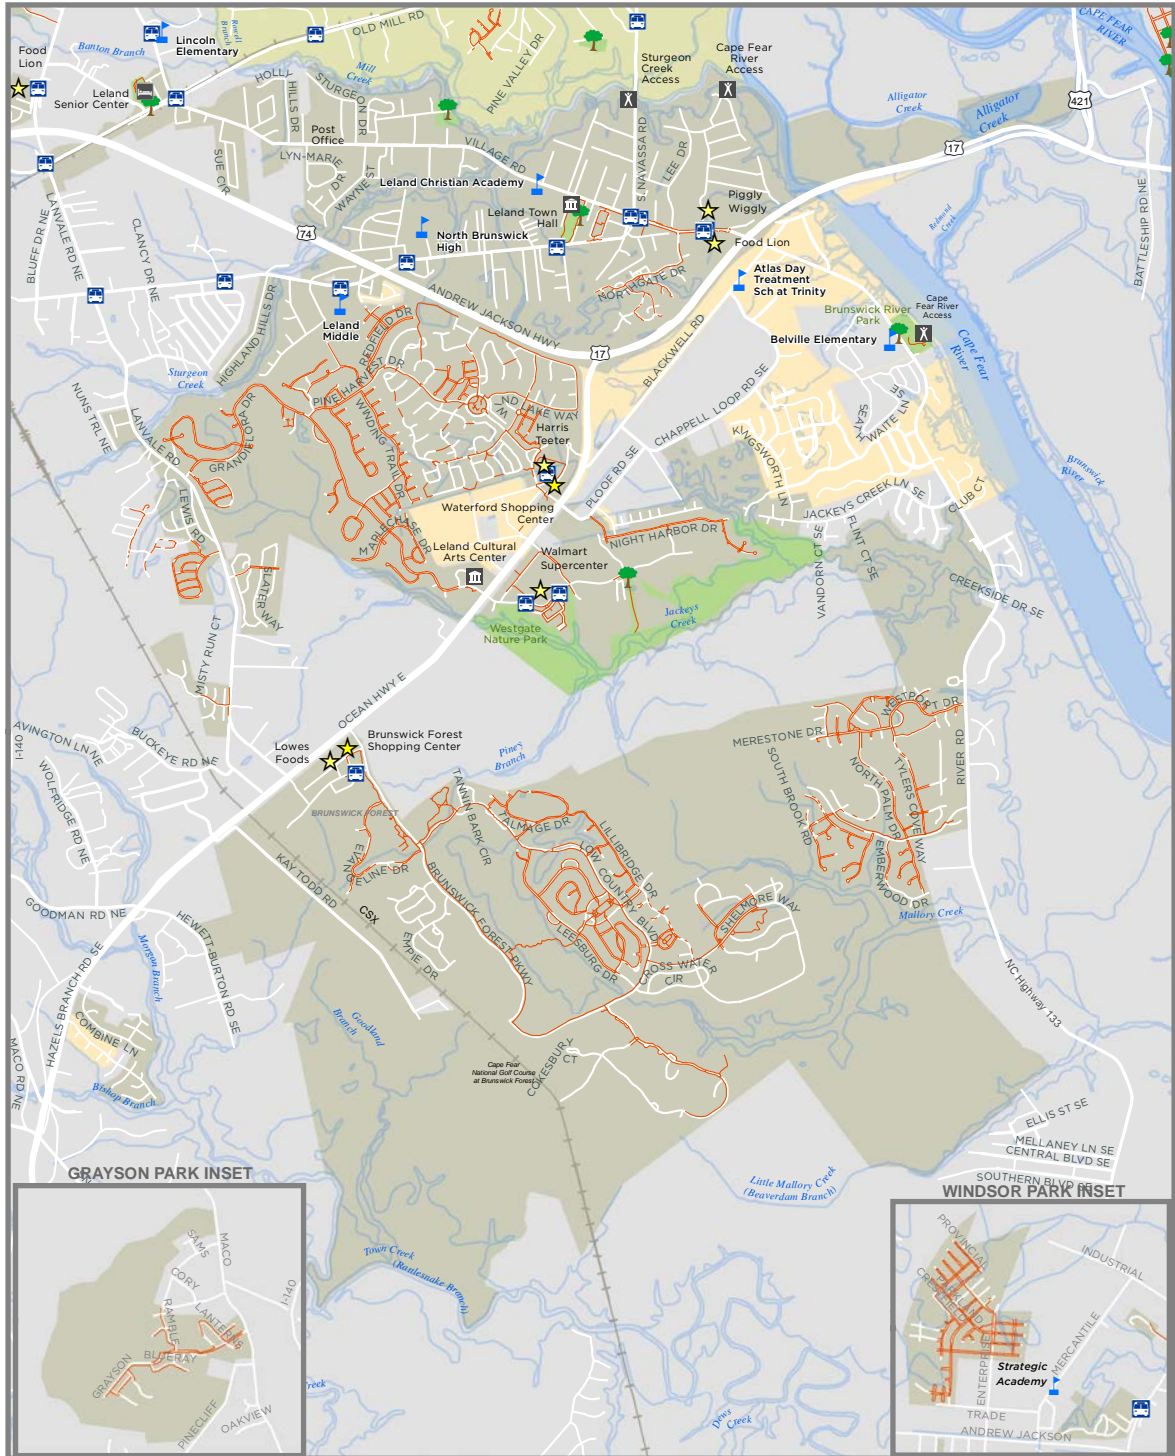 OLD MILL RD
CAPE FEAR
RIVER
Rowell
Branch
Lincoln
Elementary
Banton Branch
Food
Lion
Mill
Creek
PINE VALLEY DR
Sturgeon
Creek
Access
Cape Fear
River
Access
HOLLY
HILLS DR
STURGEON DR
Leland
Senior Center
Alligator
Creek
Alligator
Creek
421
17
Post
Office
VILLAGE RD
S NAVASSA RD
LEE DR
SUE CIR
LYN-MARIE
DR
WAYNE ST
Leland Christian Academy
Piggly
Wiggly
Leland Town
Hall
BLUFF DR NE
LANVALE RD NE
CLANCY DR NE
74
North Brunswick
High
Food Lion
Redmond
Creek
BATTLESHIP RD NE
NORTHGATE DR
Atlas Day
Treatment
Sch at Trinity
ANDREW JACKSON HWY
Brunswick River
Park
Cape
Fear River
Access
Leland
Middle
REDFIELD DR
HIGHLAND HILLS DR
17
BLACKWELL RD
Belville Elementary
Cape Fear
River
Sturgeon
Creek
PINE HARVEST DR
CHAPPELL LOOP RD SE
NUNS TRL NE
LANVALE RD
GRANDIFLORA DR
WINDING TRAIL DR
LAKE WAY
Harris
Teeter
KINGSWORTH LN
WAITE LN
Brunswick
River
LEWIS RD
PLOOF RD SE
Waterford Shopping
Center
JACKEYS CREEK LN SE
CLUB CT
NIGHT HARBOR DR
VANDORN CT SE
FLINT CT SE
Leland Cultural
Arts Center
Walmart
Supercenter
SLATER WAY
CREEKSIDE DR SE
Jackeys
Creek
Westgate
Nature Park
MISTY RUN CT
OCEAN HWY E
WESTPORT DR
AVINGTON LN NE
I-140
BUCKEYE RD NE
Lowes
Foods
Brunswick Forest
Shopping Center
Piney
Branch
MERESTONE DR
SOUTH BROOK RD
NORTH PALM DR
TYLERS COVE WAY
RIVER RD
WOLFRIDGE RD NE
TANNIN BARK CIR
BRUNSWICK FOREST
TALMAGE DR
LILLIBRIDGE DR
LOW COUNTRY BLVD
EMBERWOOD DR
KAY TODD RD
EVANGELINE DR
BRUNSWICK FOREST PKWY
SHELMORE WAY
Mallory Creek
GOODMAN RD NE
HEWETT-BURTON RD SE
CSX
EMPIE DR
LEESBURG DR
CROSS WATER
CIR
Morgan Branch
HAZELS BRANCH RD SE
NC Highway 133
Goodland
Branch
COMBINE LN
MACO RD NE
Cape Fear
National Golf Course
at Brunswick Forest
COKESBURY
CT
Bishop Branch
ELLIS ST SE
MELLANEY LN SE
CENTRAL BLVD SE
SOUTHERN BLVD SE
Little Mallory Creek
(Beaverdam Branch)
GRAYSON PARK INSET
WINDSOR PARK INSET
Town Creek
(Rattlesnake Branch)
SAMS
MACO
CORY
I-140
RAMBLE
LANTERNS
BLUERAY
GRAYSON
PINECLIFF
OAKVIEW
Dews
Creek
PROVINCIAL
INDUSTRIAL
MERCANTILE
ENTERPRISE
Strategic
Academy
TRADE
ANDREW JACKSON